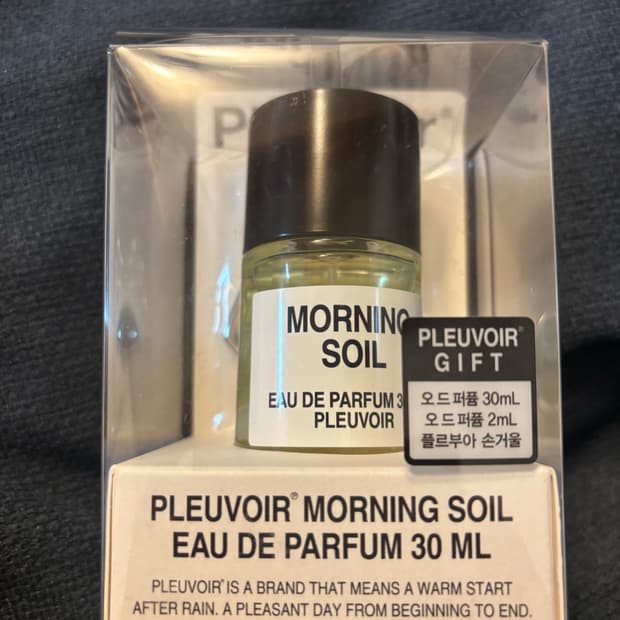 MORNING
SOIL
EAU DE PARFUM 3
PLEUVOIR
PLEUVOIR®
GIFT
오 드 퍼퓸 30mL
오 드 퍼퓸 2mL
플르부아 손거울
PLEUVOIR® MORNING SOIL
EAU DE PARFUM 30 ML
PLEUVOIR® IS A BRAND THAT MEANS A WARM START
AFTER RAIN. A PLEASANT DAY FROM BEGINNING TO END.